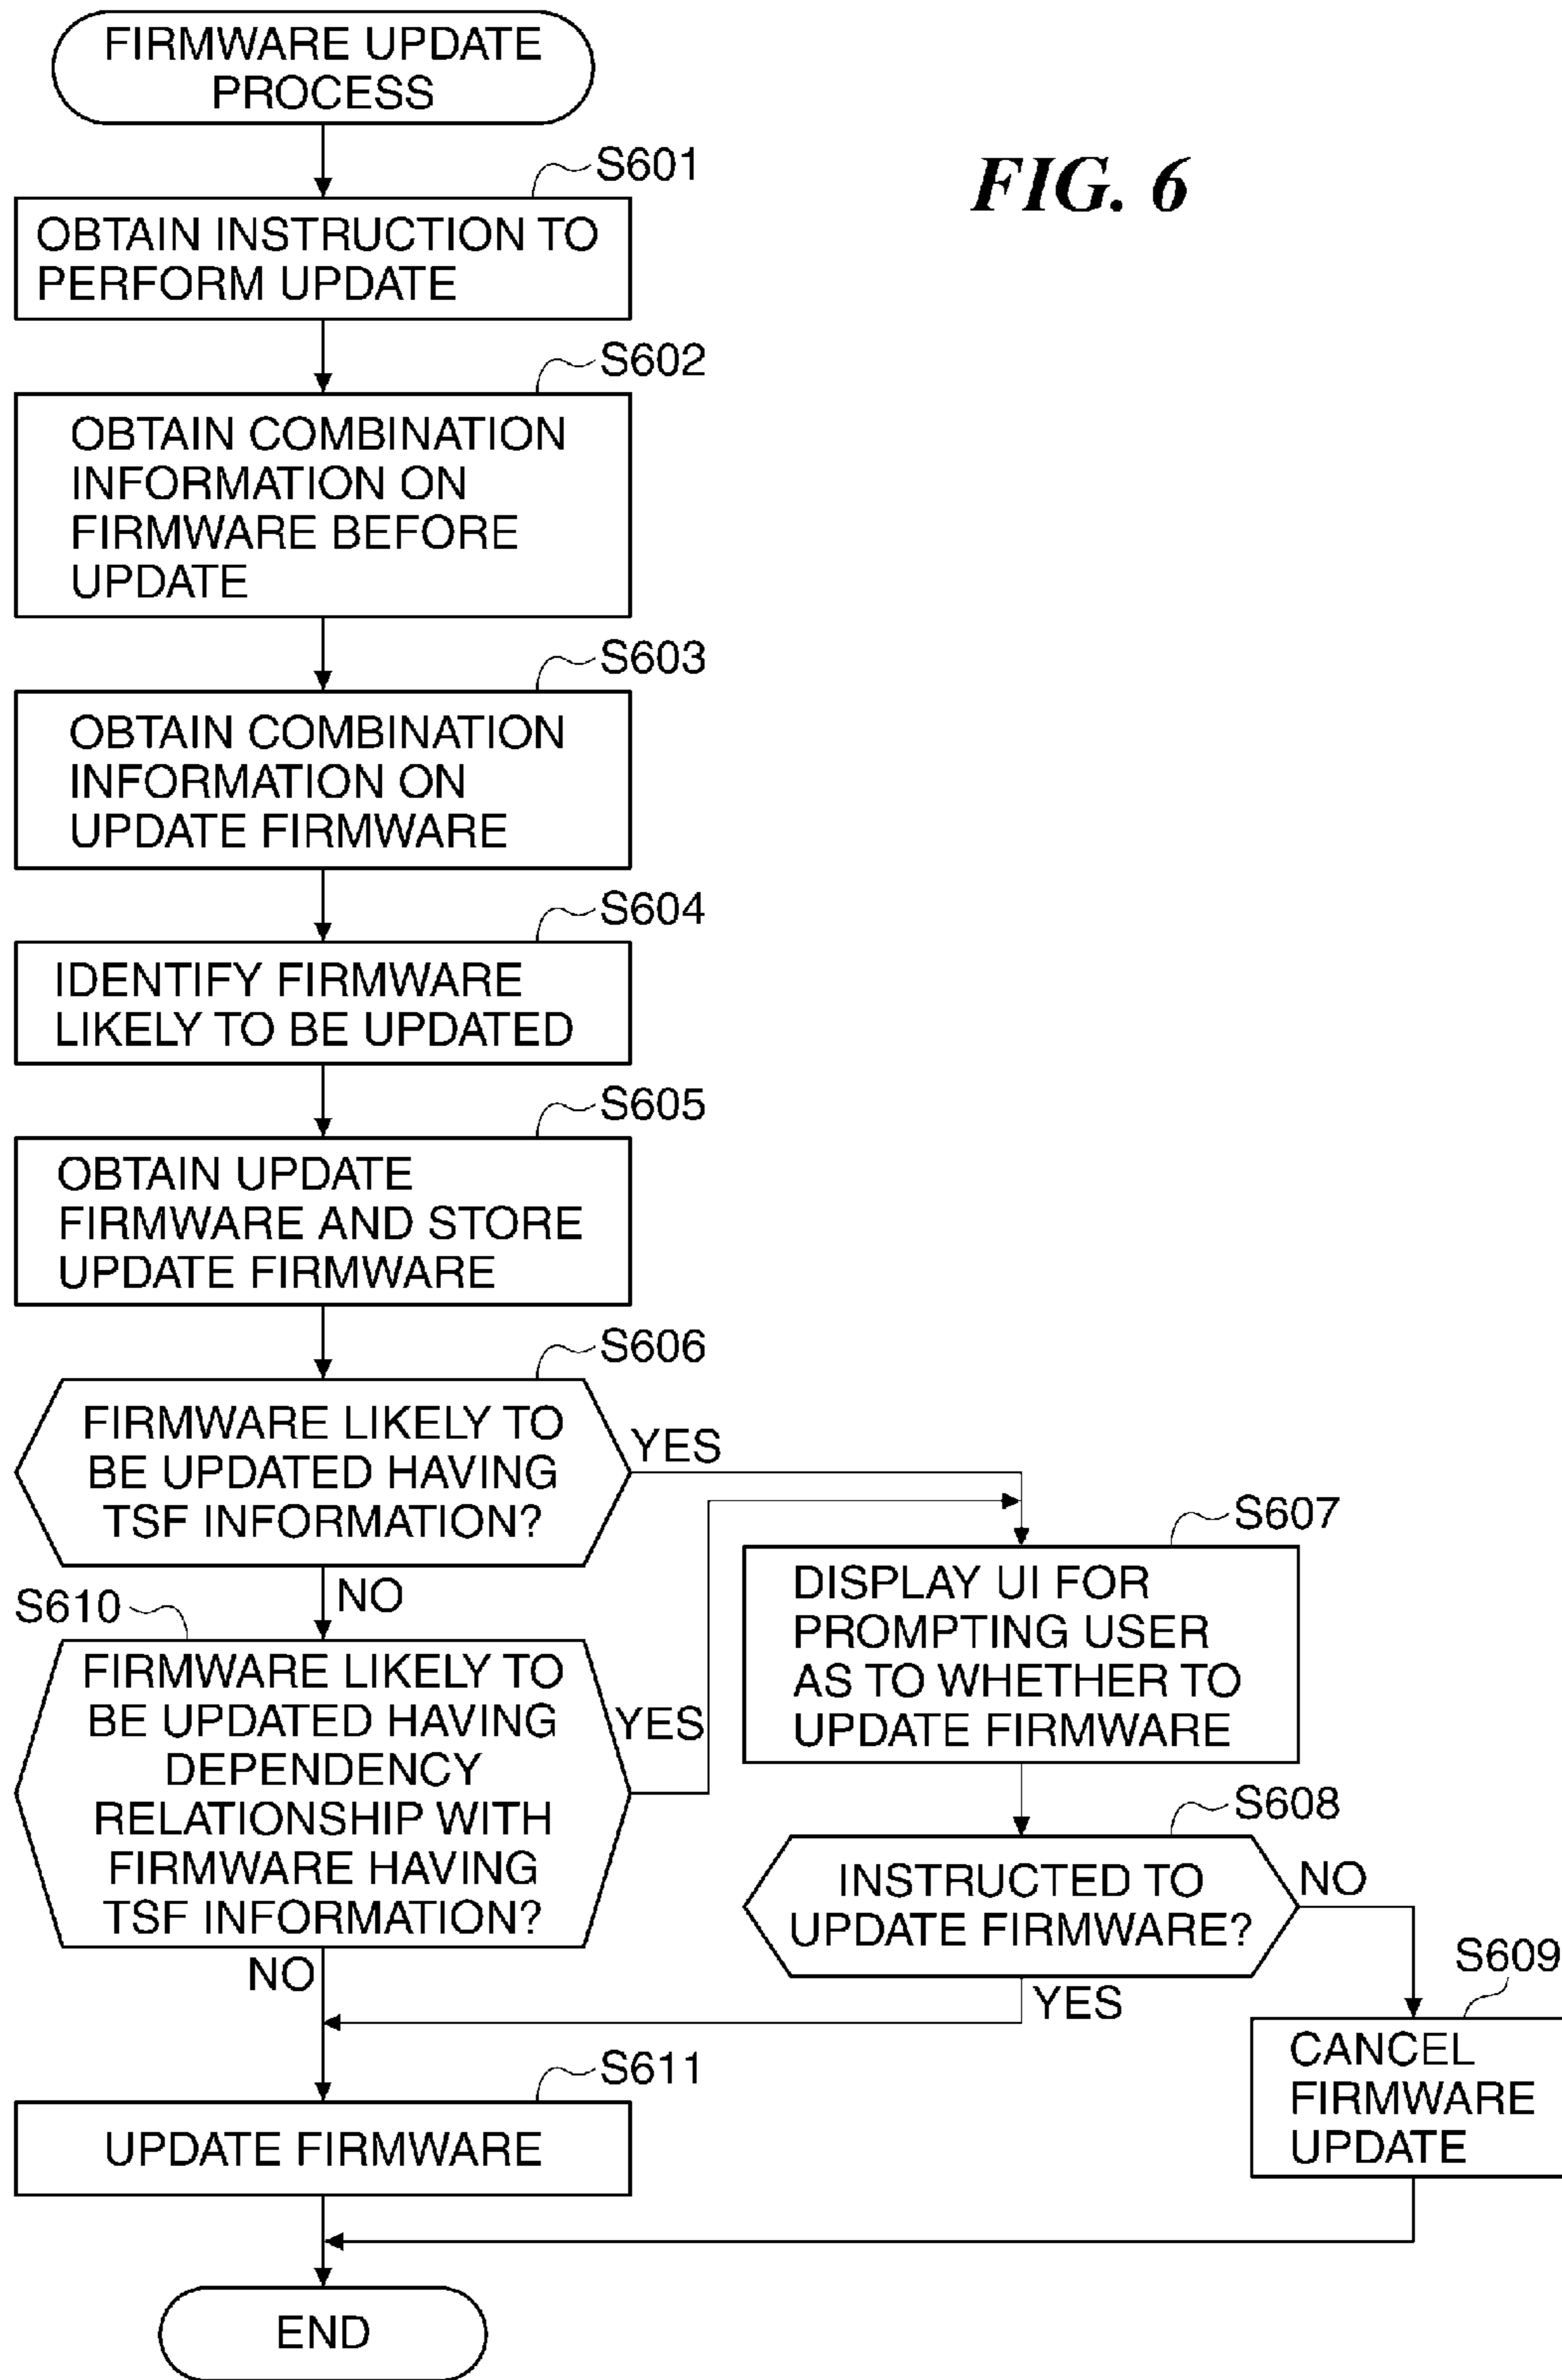 FIRMWARE UPDATE
PROCESS
FIG. 6
S601
OBTAIN INSTRUCTION TO
PERFORM UPDATE
S602
OBTAIN COMBINATION
INFORMATION ON
FIRMWARE BEFORE
UPDATE
S603
OBTAIN COMBINATION
INFORMATION ON
UPDATE FIRMWARE
S604
IDENTIFY FIRMWARE
LIKELY TO BE UPDATED
S605
OBTAIN UPDATE
FIRMWARE AND STORE
UPDATE FIRMWARE
S606
FIRMWARE LIKELY TO
BE UPDATED HAVING
TSF INFORMATION?
YES
NO
S607
DISPLAY UI FOR
PROMPTING USER
AS TO WHETHER TO
UPDATE FIRMWARE
S610
FIRMWARE LIKELY TO
BE UPDATED HAVING
DEPENDENCY
RELATIONSHIP WITH
FIRMWARE HAVING
TSF INFORMATION?
YES
NO
S608
INSTRUCTED TO
UPDATE FIRMWARE?
NO
YES
S609
CANCEL
FIRMWARE
UPDATE
S611
UPDATE FIRMWARE
END